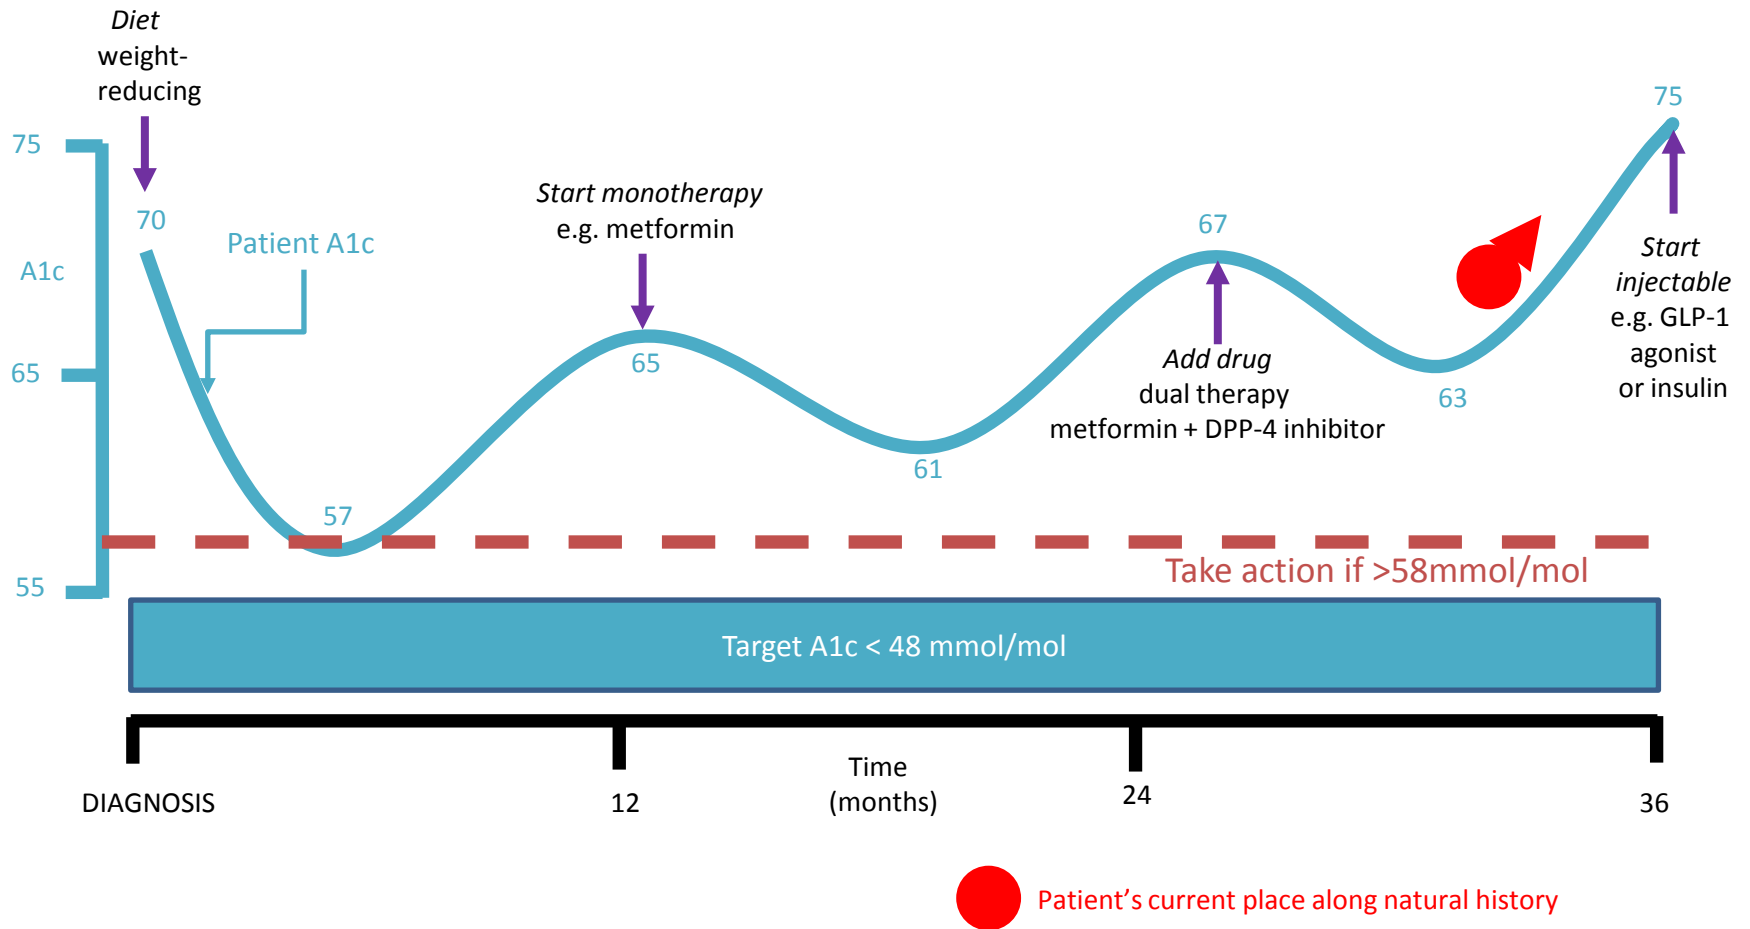 Diet
weight-
reducing
75
70
A1c
Patient A1c
65
55
57
Start monotherapy
e.g. metformin
65
61
67
Add drug
dual therapy
metformin + DPP-4 inhibitor
63
75
Start
injectable
e.g. GLP-1
agonist
or insulin
Take action if >58mmol/mol
Target A1c < 48 mmol/mol
DIAGNOSIS
12
Time
(months)
24
36
Patient's current place along natural history